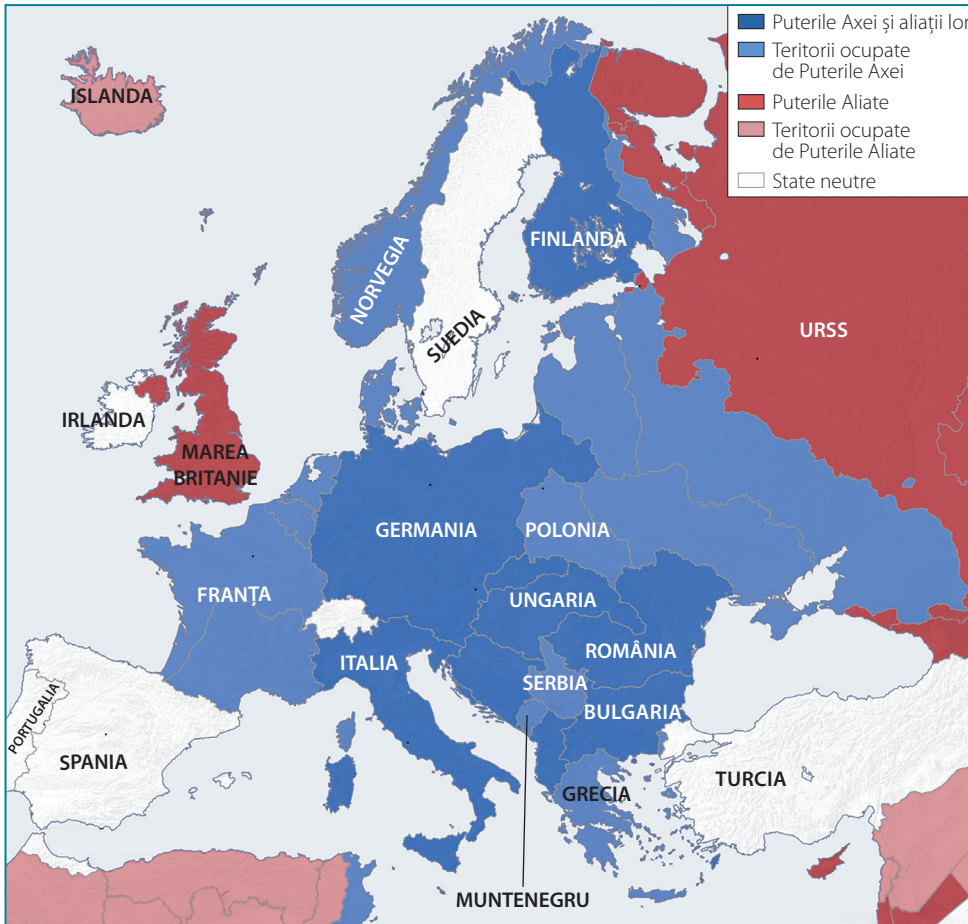 Puterile Axei și aliații lor
Teritorii ocupate
de Puterile Axei
Puterile Aliate
Teritorii ocupate
de Puterile Aliate
State neutre
ISLANDA
NORVEGIA
FINLANDA
SUEDIA
URSS
IRLANDA
MAREA
BRITANIE
GERMANIA
POLONIA
FRANȚA
UNGARIA
ITALIA
ROMÂNIA
SERBIA
BULGARIA
PORTUGALIA
SPANIA
TURCIA
GRECIA
MUNTENEGRU